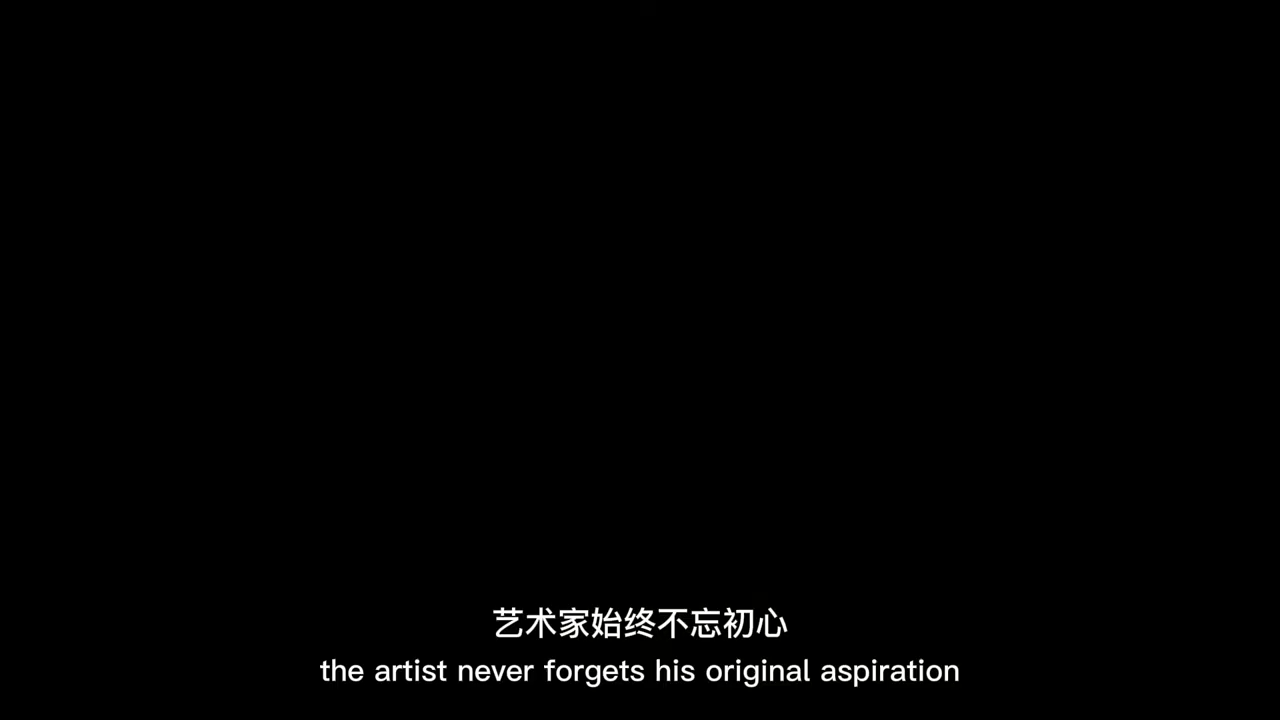 艺术家始终不忘初心
the artist never forgets his original aspiration